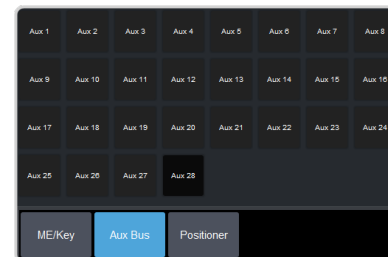 Aux 1 Aux 2 Aux 3 Aux 4 Aux 5 Aux 6 Aux 7 Aux 8
Aux 9 Aux 10 Aux 11 Aux 12 Aux 13 Aux 14 Aux 15 Aux 16
Aux 17 Aux 18 Aux 19 Aux 20 Aux 21 Aux 22 Aux 23 Aux 24
Aux 25 Aux 26 Aux 27 Aux 28
ME/Key Aux Bus Positioner